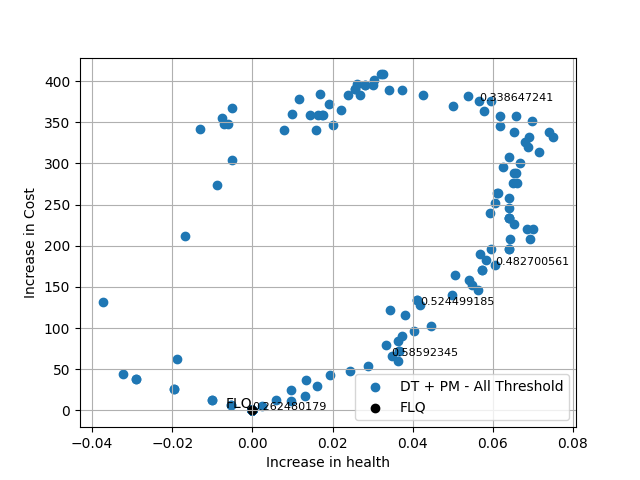 Increase in Cost
400
350
300
250
200
150
100
50
0
0.338647241
0.482700561
0.524499185
0.58592345
FLQ
0.262480179
DT + PM - All Threshold
FLQ
−0.04 −0.02 0.00 0.02 0.04 0.06 0.08
Increase in health